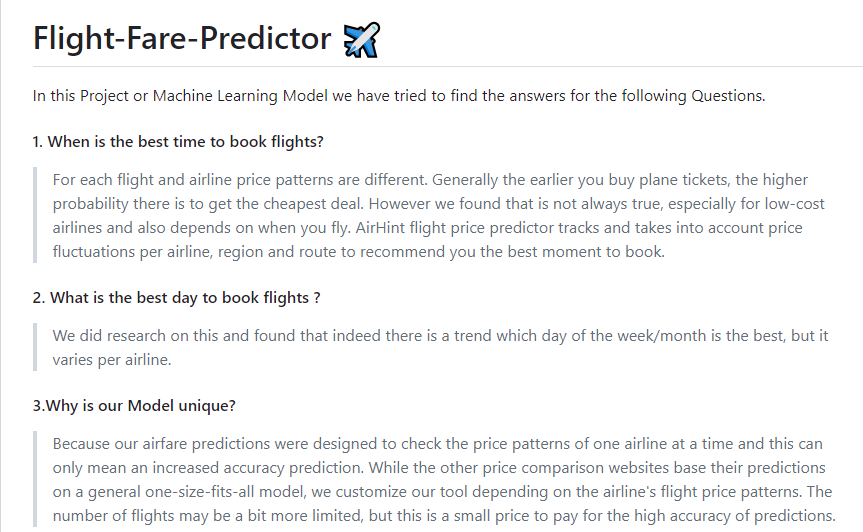 Flight-Fare-Predictor
In this Project or Machine Learning Model we have tried to find the answers for the following Questions.
1. When is the best time to book flights?
For each flight and airline price patterns are different. Generally the earlier you buy plane tickets, the higher
probability there is to get the cheapest deal. However we found that is not always true, especially for low-cost
airlines and also depends on when you fly. AirHint flight price predictor tracks and takes into account price
fluctuations per airline, region and route to recommend you the best moment to book.
2. What is the best day to book flights ?
We did research on this and found that indeed there is a trend which day of the week/month is the best, but it
varies per airline.
3.Why is our Model unique?
Because our airfare predictions were designed to check the price patterns of one airline at a time and this can
only mean an increased accuracy prediction. While the other price comparison websites base their predictions
on a general one-size-fits-all model, we customize our tool depending on the airline's flight price patterns. The
number of flights may be a bit more limited, but this is a small price to pay for the high accuracy of predictions.